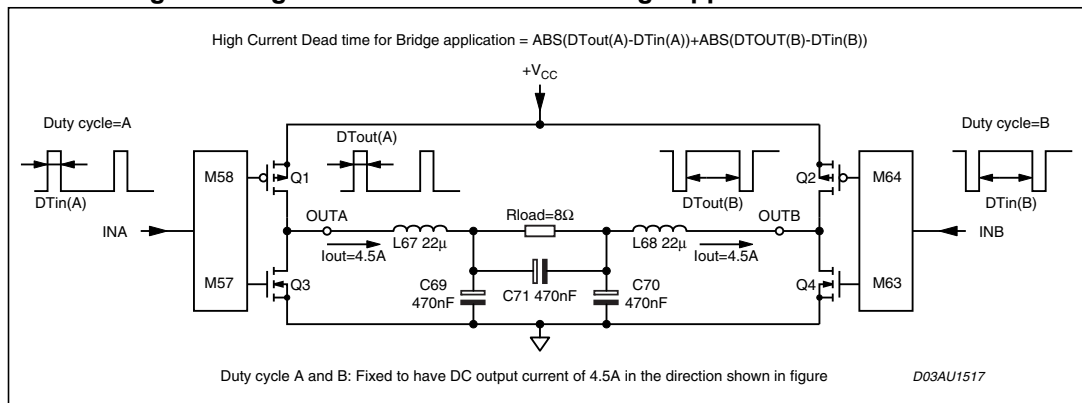 High Current Dead time for Bridge application = ABS(DTout(A)-DTin(A))+ABS(DTOUT(B)-DTin(B))
+VCC
Duty cycle=A
DTout(A)
Duty cycle=B
M58
Q1
Q2
M64
DTin(A)
DTout(B)
DTin(B)
OUTA
Rload=8Ω
OUTB
INA
L67 22µ
L68 22µ
INB
Iout=4.5A
Iout=4.5A
M57
Q3
C69
470nF
C71 470nF
C70
470nF
Q4
M63
Duty cycle A and B: Fixed to have DC output current of 4.5A in the direction shown in figure
D03AU1517